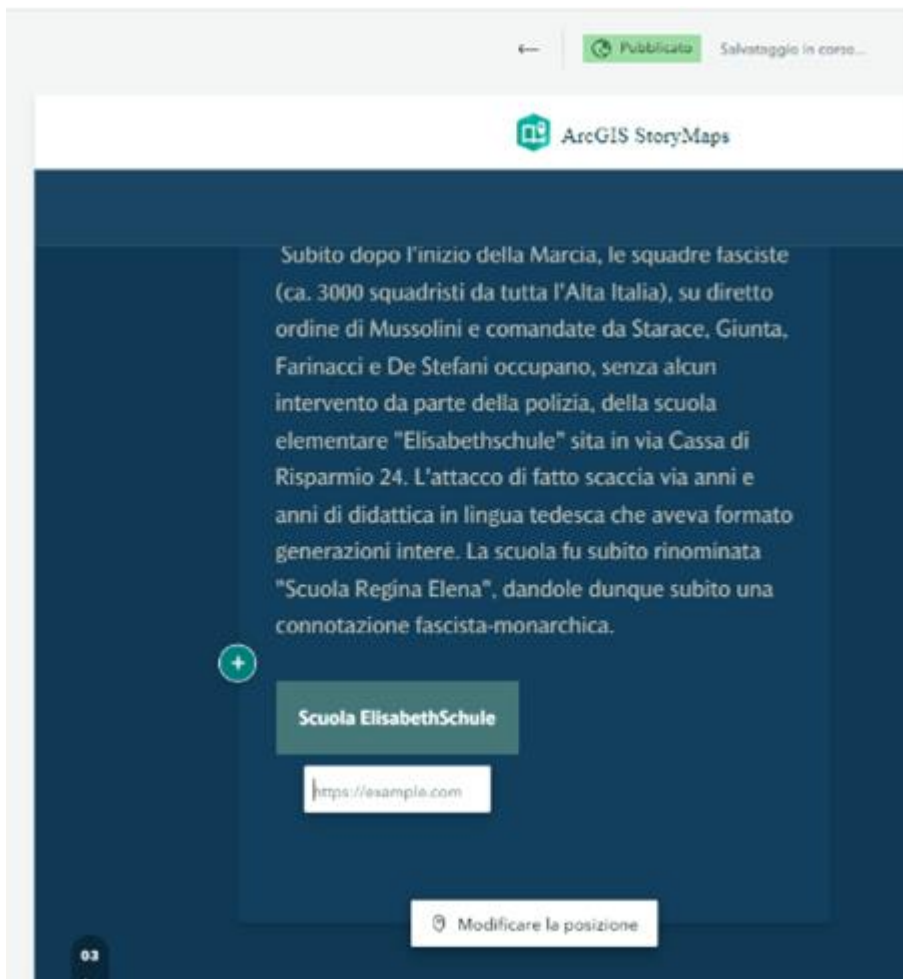 Pubblicato Salvataggio in corso...
ArcGIS StoryMaps
Subito dopo l'inizio della Marcia, le squadre fasciste
(ca. 3000 squadristi da tutta l'Alta Italia), su diretto
ordine di Mussolini e comandate da Starace, Giunta,
Farinacci e De Stefani occupano, senza alcun
intervento da parte della polizia, della scuola
elementare "Elisabethschule" sita in via Cassa di
Risparmio 24. L'attacco di fatto scaccia via anni e
anni di didattica in lingua tedesca che aveva formato
generazioni intere. La scuola fu subito rinominata
"Scuola Regina Elena", dandole dunque subito una
connotazione fascista-monarchica.
Scuola ElisabethSchule
https://example.com
Modificare la posizione
03